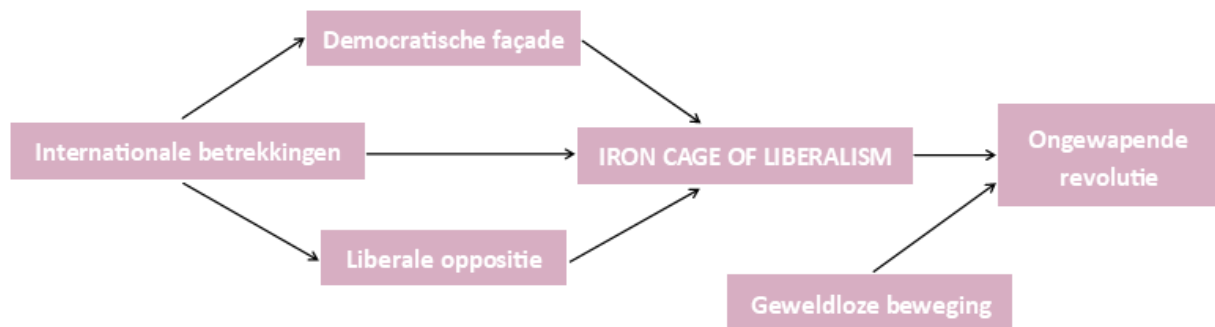 Democratische façade
Internationale betrekkingen
IRON CAGE OF LIBERALISM
Ongewapende
revolutie
Liberale oppositie
Geweldloze beweging